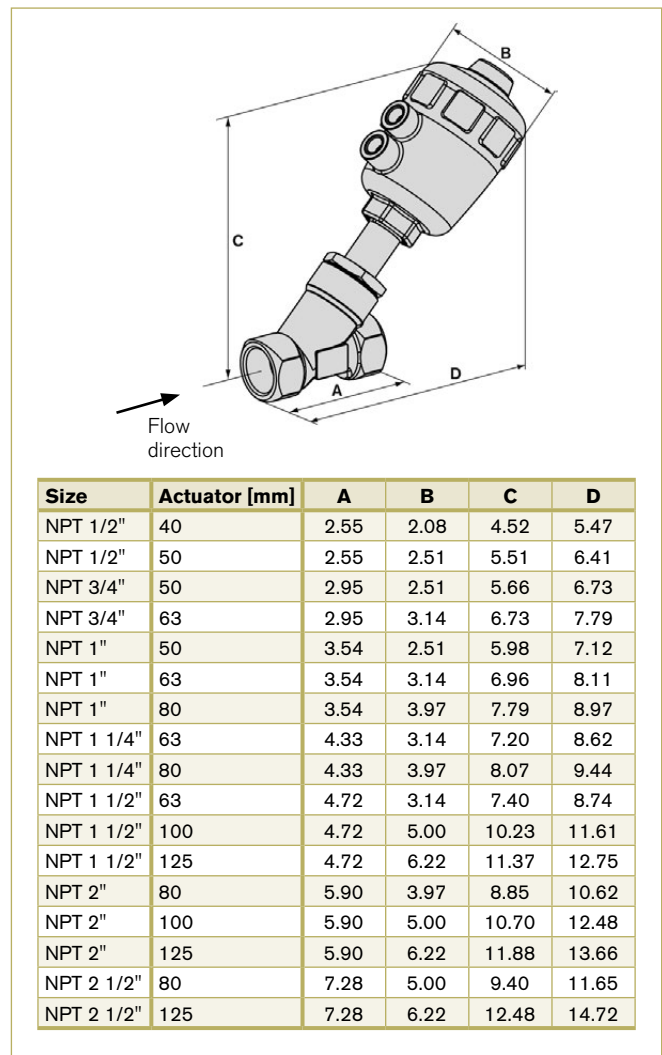 B
C
D
A
Flow
direction
Size Actuator [mm] A B C D
NPT 1/2" 40 2.55 2.08 4.52 5.47
NPT 1/2" 50 2.55 2.51 5.51 6.41
NPT 3/4" 50 2.95 2.51 5.66 6.73
NPT 3/4" 63 2.95 3.14 6.73 7.79
NPT 1" 50 3.54 2.51 5.98 7.12
NPT 1" 63 3.54 3.14 6.96 8.11
NPT 1" 80 3.54 3.97 7.79 8.97
NPT 1 1/4" 63 4.33 3.14 7.20 8.62
NPT 1 1/4" 80 4.33 3.97 8.07 9.44
NPT 1 1/2" 63 4.72 3.14 7.40 8.74
NPT 1 1/2" 100 4.72 5.00 10.23 11.61
NPT 1 1/2" 125 4.72 6.22 11.37 12.75
NPT 2" 80 5.90 3.97 8.85 10.62
NPT 2" 100 5.90 5.00 10.70 12.48
NPT 2" 125 5.90 6.22 11.88 13.66
NPT 2 1/2" 80 7.28 5.00 9.40 11.65
NPT 2 1/2" 125 7.28 6.22 12.48 14.72